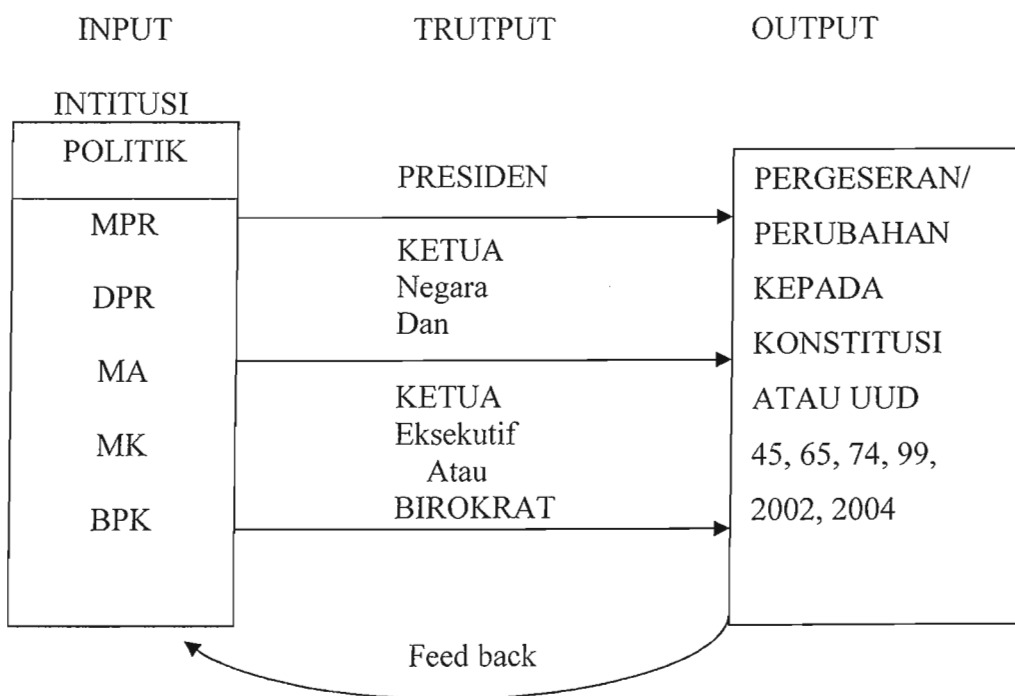 INPUT
TRUTPUT
OUTPUT
INTITUSI
POLITIK
MPR
DPR
MA
MK
BPK
PRESIDEN
KETUA
Negara
Dan
KETUA
Eksekutif
Atau
BIROKRAT
PERGESERAN/
PERUBAHAN
KEPADA
KONSTITUSI
ATAU UUD
45, 65, 74, 99,
2002, 2004
Feed back